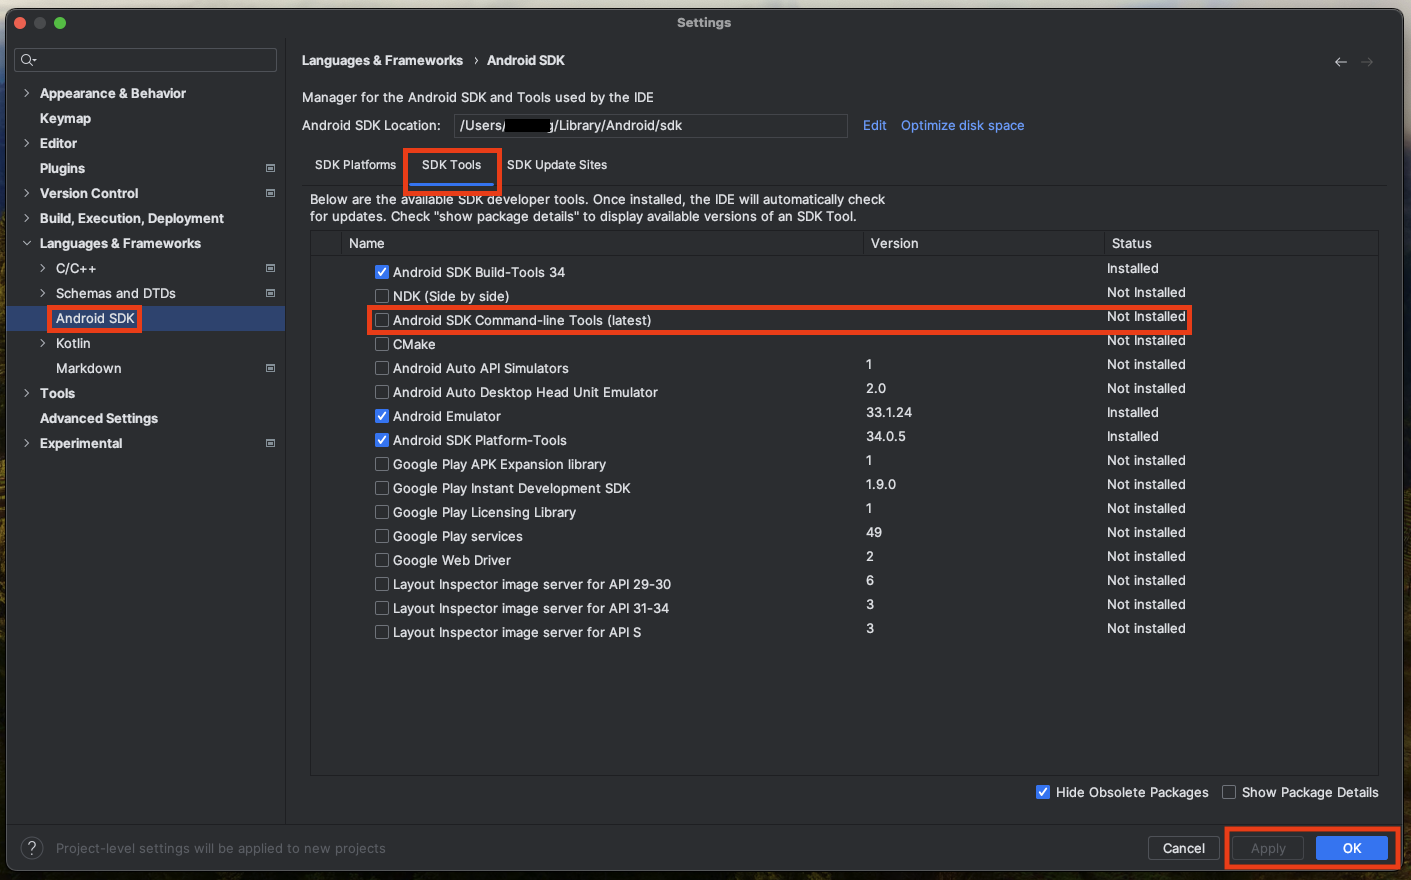 Settings
Appearance & Behavior
Keymap
Editor
Plugins
Version Control
Build, Execution, Deployment
Languages & Frameworks
C/C++
Schemas and DTDs
Android SDK
Kotlin
Markdown
Tools
Advanced Settings
Experimental
Languages & Frameworks › Android SDK
Manager for the Android SDK and Tools used by the IDE
Android SDK Location: /Users/ g/Library/Android/sdk Edit Optimize disk space
SDK Platforms SDK Tools SDK Update Sites
Below are the available SDK developer tools. Once installed, the IDE will automatically check
for updates. Check "show package details" to display available versions of an SDK Tool.
Name Version Status
Android SDK Build-Tools 34 Installed
NDK (Side by side) Not Installed
Android SDK Command-line Tools (latest) Not Installed
CMake Not Installed
Android Auto API Simulators 1 Not installed
Android Auto Desktop Head Unit Emulator 2.0 Not installed
Android Emulator 33.1.24 Installed
Android SDK Platform-Tools 34.0.5 Installed
Google Play APK Expansion library 1 Not installed
Google Play Instant Development SDK 1.9.0 Not installed
Google Play Licensing Library 1 Not installed
Google Play services 49 Not installed
Google Web Driver 2 Not installed
Layout Inspector image server for API 29-30 6 Not installed
Layout Inspector image server for API 31-34 3 Not installed
Layout Inspector image server for API S 3 Not installed
Hide Obsolete Packages Show Package Details
? Project-level settings will be applied to new projects
Cancel Apply OK